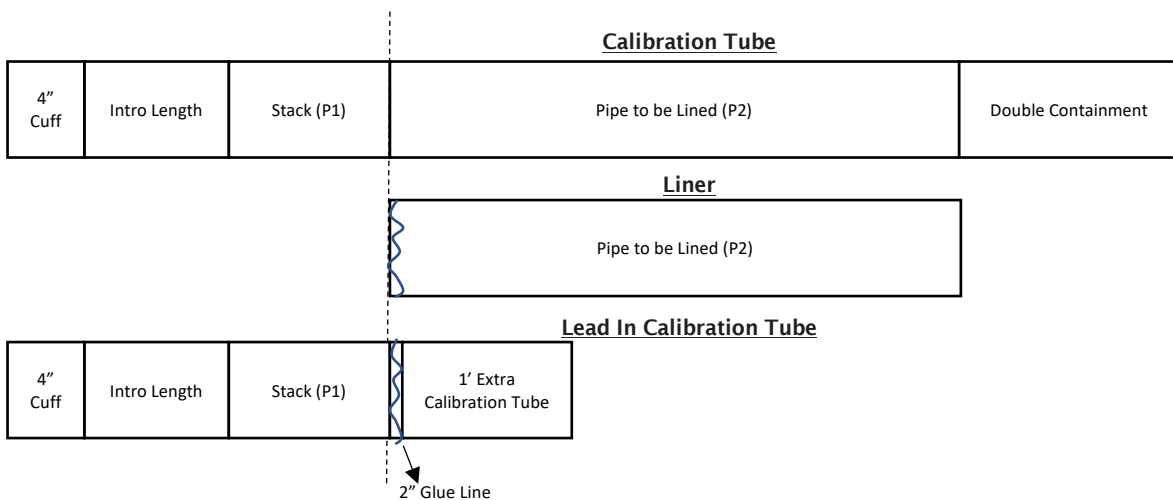 Calibration Tube
4”
Cuff
Intro Length
Stack (P1)
Pipe to be Lined (P2)
Double Containment
Liner
Pipe to be Lined (P2)
Lead In Calibration Tube
4”
Cuff
Intro Length
Stack (P1)
1’ Extra
Calibration Tube
2” Glue Line